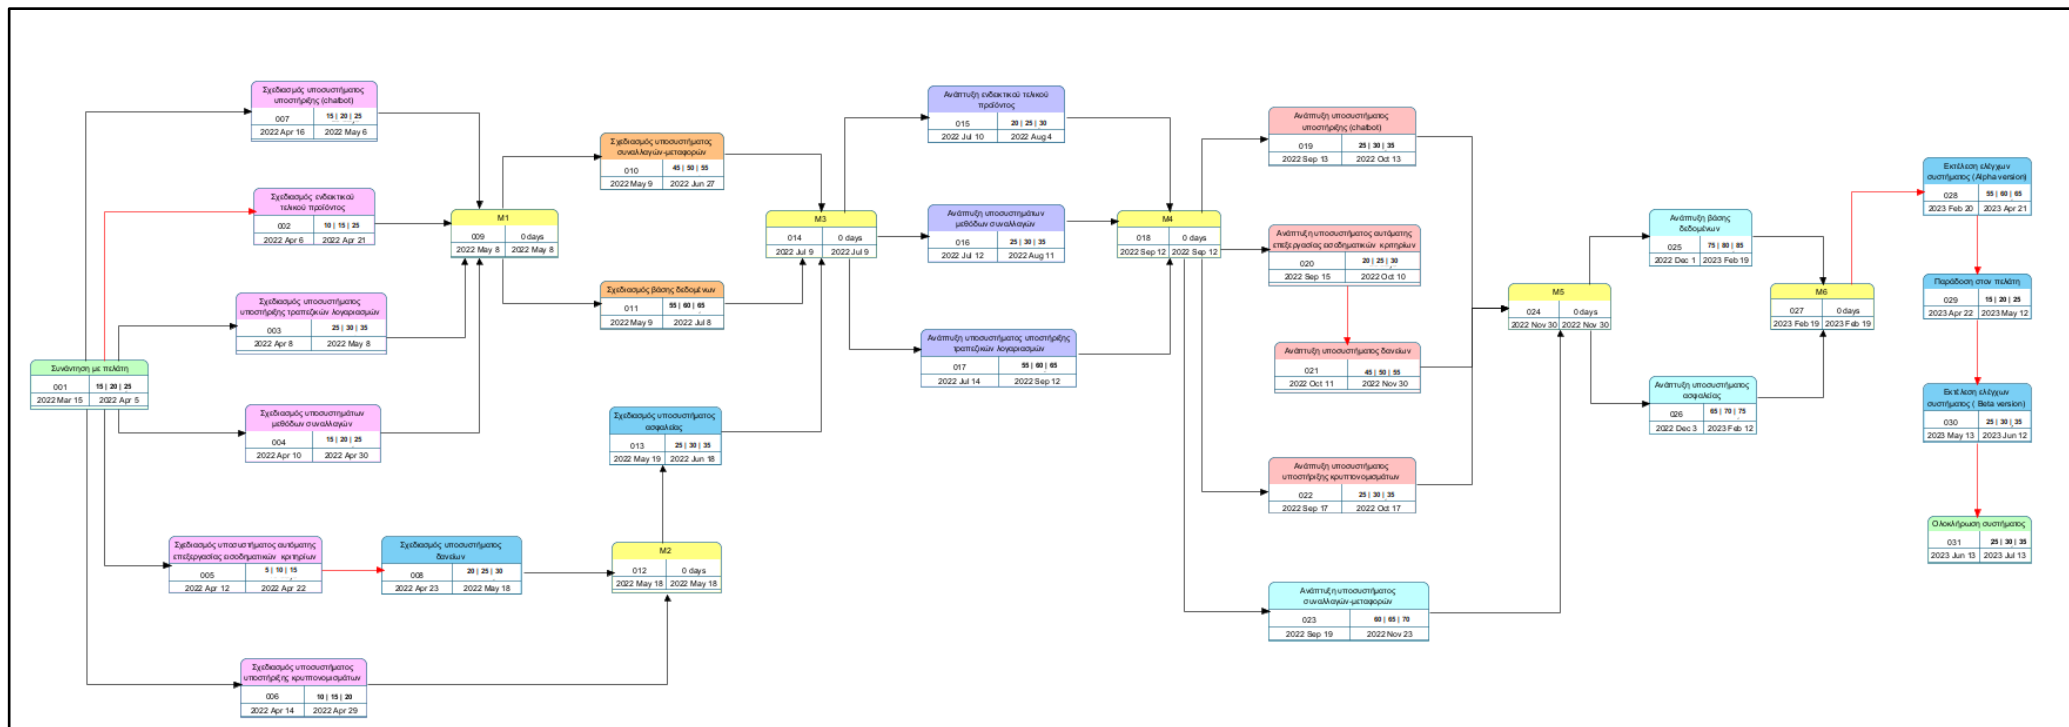 Σχεδιασμός υποσυστήματος
υποστήριξης (chatbot)
007 15 | 20 | 25
2022 Apr 16 2022 May 6
Σχεδιασμός ενδεικτικού
τελικού προϊόντος
002 10 | 15 | 25
2022 Apr 6 2022 Apr 21
Σχεδιασμός υποσυστήματος
υποστήριξης τραπεζικών λογαριασμών
003 25 | 30 | 35
2022 Apr 8 2022 May 8
Συνάντηση με πελάτη
001 15 | 20 | 25
2022 Mar 15 2022 Apr 5
Σχεδιασμός υποσυστημάτων
μεθόδων συναλλαγών
004 15 | 20 | 25
2022 Apr 10 2022 Apr 30
Σχεδιασμός υποσυστήματος αυτόματης
επεξεργασίας εισοδηματικών κριτηρίων
005 5 | 10 | 15
2022 Apr 12 2022 Apr 22
Σχεδιασμός υποσυστήματος
δανείων
008 20 | 25 | 30
2022 Apr 23 2022 May 18
Σχεδιασμός υποσυστήματος
υποστήριξης κρυπτονομισμάτων
006 10 | 15 | 20
2022 Apr 14 2022 Apr 29
M1
009 0 days
2022 May 8 2022 May 8
Σχεδιασμός υποσυστήματος
συναλλαγών-μεταφορών
010 45 | 50 | 55
2022 May 9 2022 Jun 27
Σχεδιασμός βάσης δεδομένων
011 55 | 60 | 65
2022 May 9 2022 Jul 8
Σχεδιασμός υποσυστήματος
ασφαλείας
013 25 | 30 | 35
2022 May 19 2022 Jun 18
M2
012 0 days
2022 May 18 2022 May 18
M3
014 0 days
2022 Jul 9 2022 Jul 9
Ανάπτυξη ενδεικτικού τελικού
προϊόντος
015 20 | 25 | 30
2022 Jul 10 2022 Aug 4
Ανάπτυξη υποσυστημάτων
μεθόδων συναλλαγών
016 25 | 30 | 35
2022 Jul 12 2022 Aug 11
Ανάπτυξη υποσυστήματος υποστήριξης
τραπεζικών λογαριασμών
017 55 | 60 | 65
2022 Jul 14 2022 Sep 12
M4
018 0 days
2022 Sep 12 2022 Sep 12
Ανάπτυξη υποσυστήματος
υποστήριξης (chatbot)
019 25 | 30 | 35
2022 Sep 13 2022 Oct 13
Ανάπτυξη υποσυστήματος αυτόματης
επεξεργασίας εισοδηματικών κριτηρίων
020 20 | 25 | 30
2022 Sep 15 2022 Oct 10
Ανάπτυξη υποσυστήματος δανείων
021 45 | 50 | 55
2022 Oct 11 2022 Nov 30
Ανάπτυξη υποσυστήματος
υποστήριξης κρυπτονομισμάτων
022 25 | 30 | 35
2022 Sep 17 2022 Oct 17
Ανάπτυξη υποσυστήματος
συναλλαγών-μεταφορών
023 60 | 65 | 70
2022 Sep 19 2022 Nov 23
M5
024 0 days
2022 Nov 30 2022 Nov 30
Ανάπτυξη βάσης
δεδομένων
025 75 | 80 | 85
2022 Dec 1 2023 Feb 19
Ανάπτυξη υποσυστήματος
ασφαλείας
026 65 | 70 | 75
2022 Dec 3 2023 Feb 12
M6
027 0 days
2023 Feb 19 2023 Feb 19
Εκτέλεση ελέγχων
συστήματος (Alpha version)
028 55 | 60 | 65
2023 Feb 20 2023 Apr 21
Παράδοση στον πελάτη
029 15 | 20 | 25
2023 Apr 22 2023 May 12
Εκτέλεση ελέγχων
συστήματος ( Beta version)
030 25 | 30 | 35
2023 May 13 2023 Jun 12
Ολοκλήρωση συστήματος
031 25 | 30 | 35
2023 Jun 13 2023 Jul 13